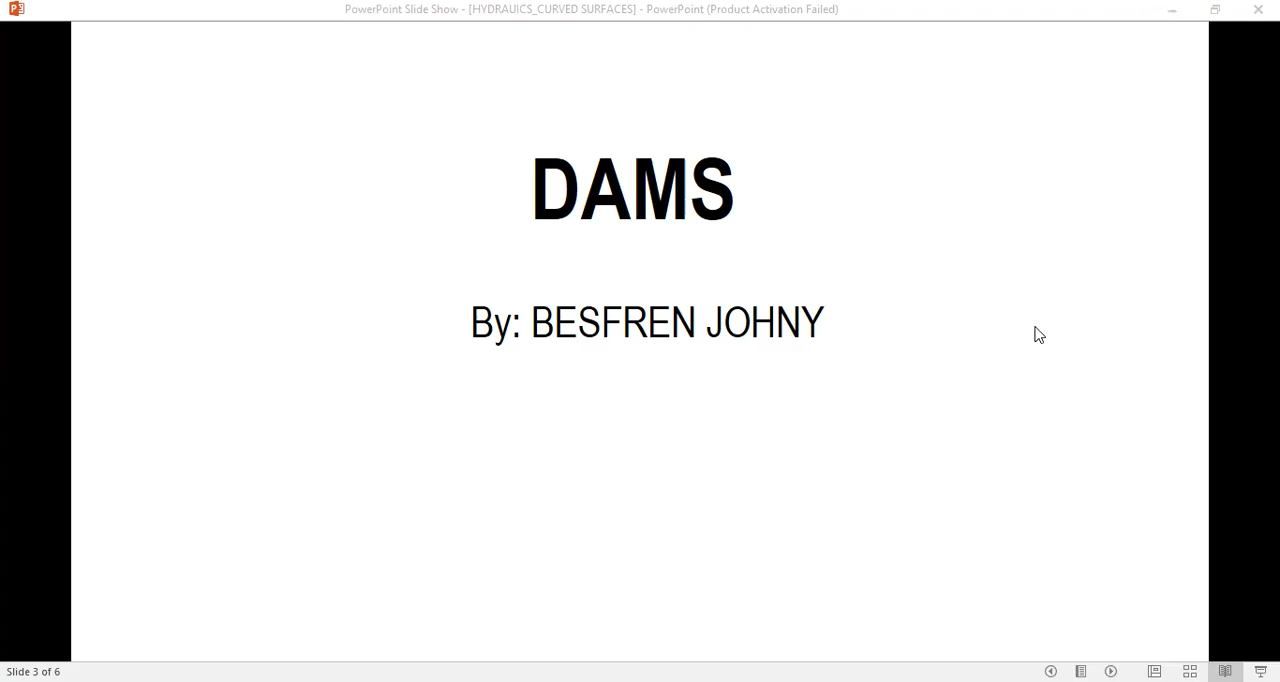 PowerPoint Slide Show - [HYDRAUICS_CURVED SURFACES] - PowerPoint (Product Activation Failed)
DAMS
By: BESFREN JOHNY
Slide 3 of 6